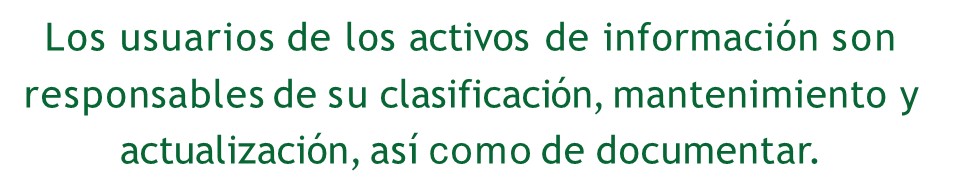 Los usuarios de los activos de información son
responsables de su clasificación, mantenimiento y
actualización, así como de documentar.